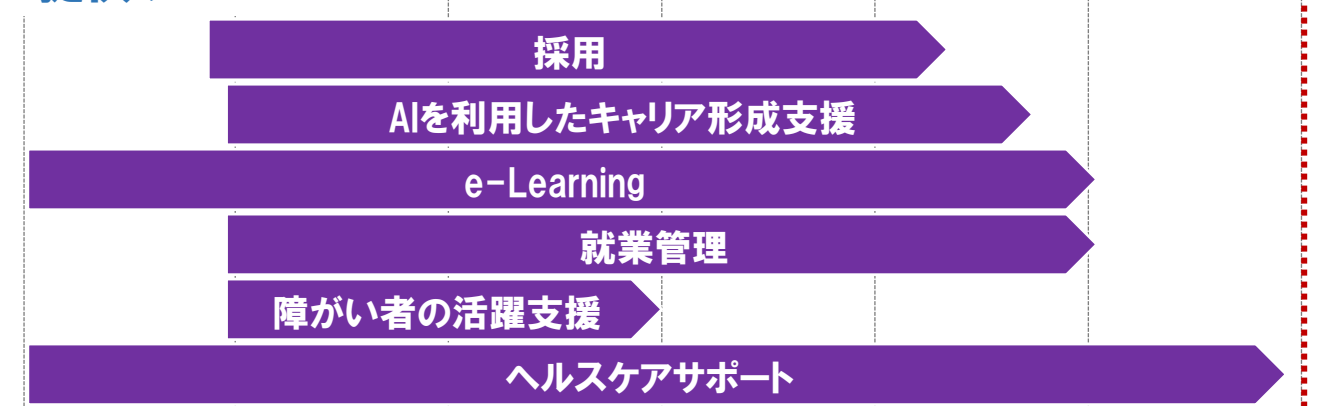 採用
AIを利用したキャリア形成支援
e-Learning
就業管理
障がい者の活躍支援
ヘルスケアサポート